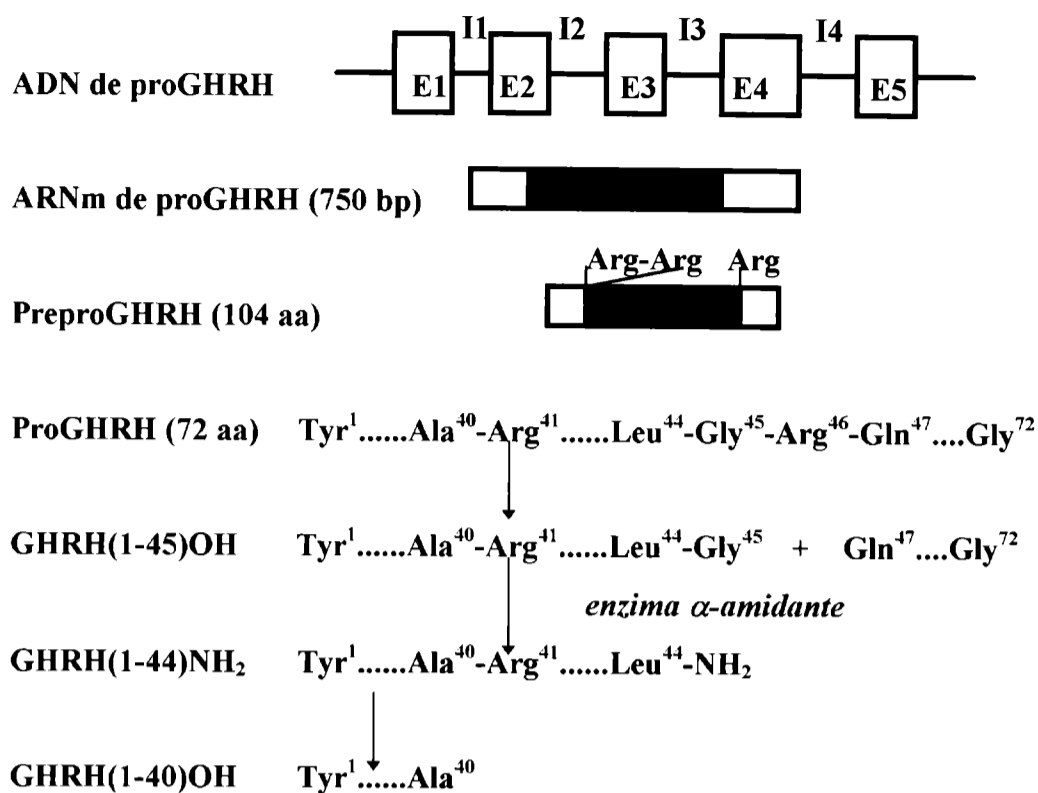 I1 I2 I3 I4
ADN de proGHRH E1 E2 E3 E4 E5
ARNm de proGHRH (750 bp)
Arg-Arg Arg
PreproGHRH (104 aa)
ProGHRH (72 aa) Tyr¹......Ala⁴⁰-Arg⁴¹......Leu⁴⁴-Gly⁴⁵-Arg⁴⁶-Gln⁴⁷....Gly⁷²
GHRH(1-45)OH Tyr¹......Ala⁴⁰-Arg⁴¹......Leu⁴⁴-Gly⁴⁵ + Gln⁴⁷....Gly⁷²
enzima α-amidante
GHRH(1-44)NH₂ Tyr¹......Ala⁴⁰-Arg⁴¹......Leu⁴⁴-NH₂
GHRH(1-40)OH Tyr¹......Ala⁴⁰